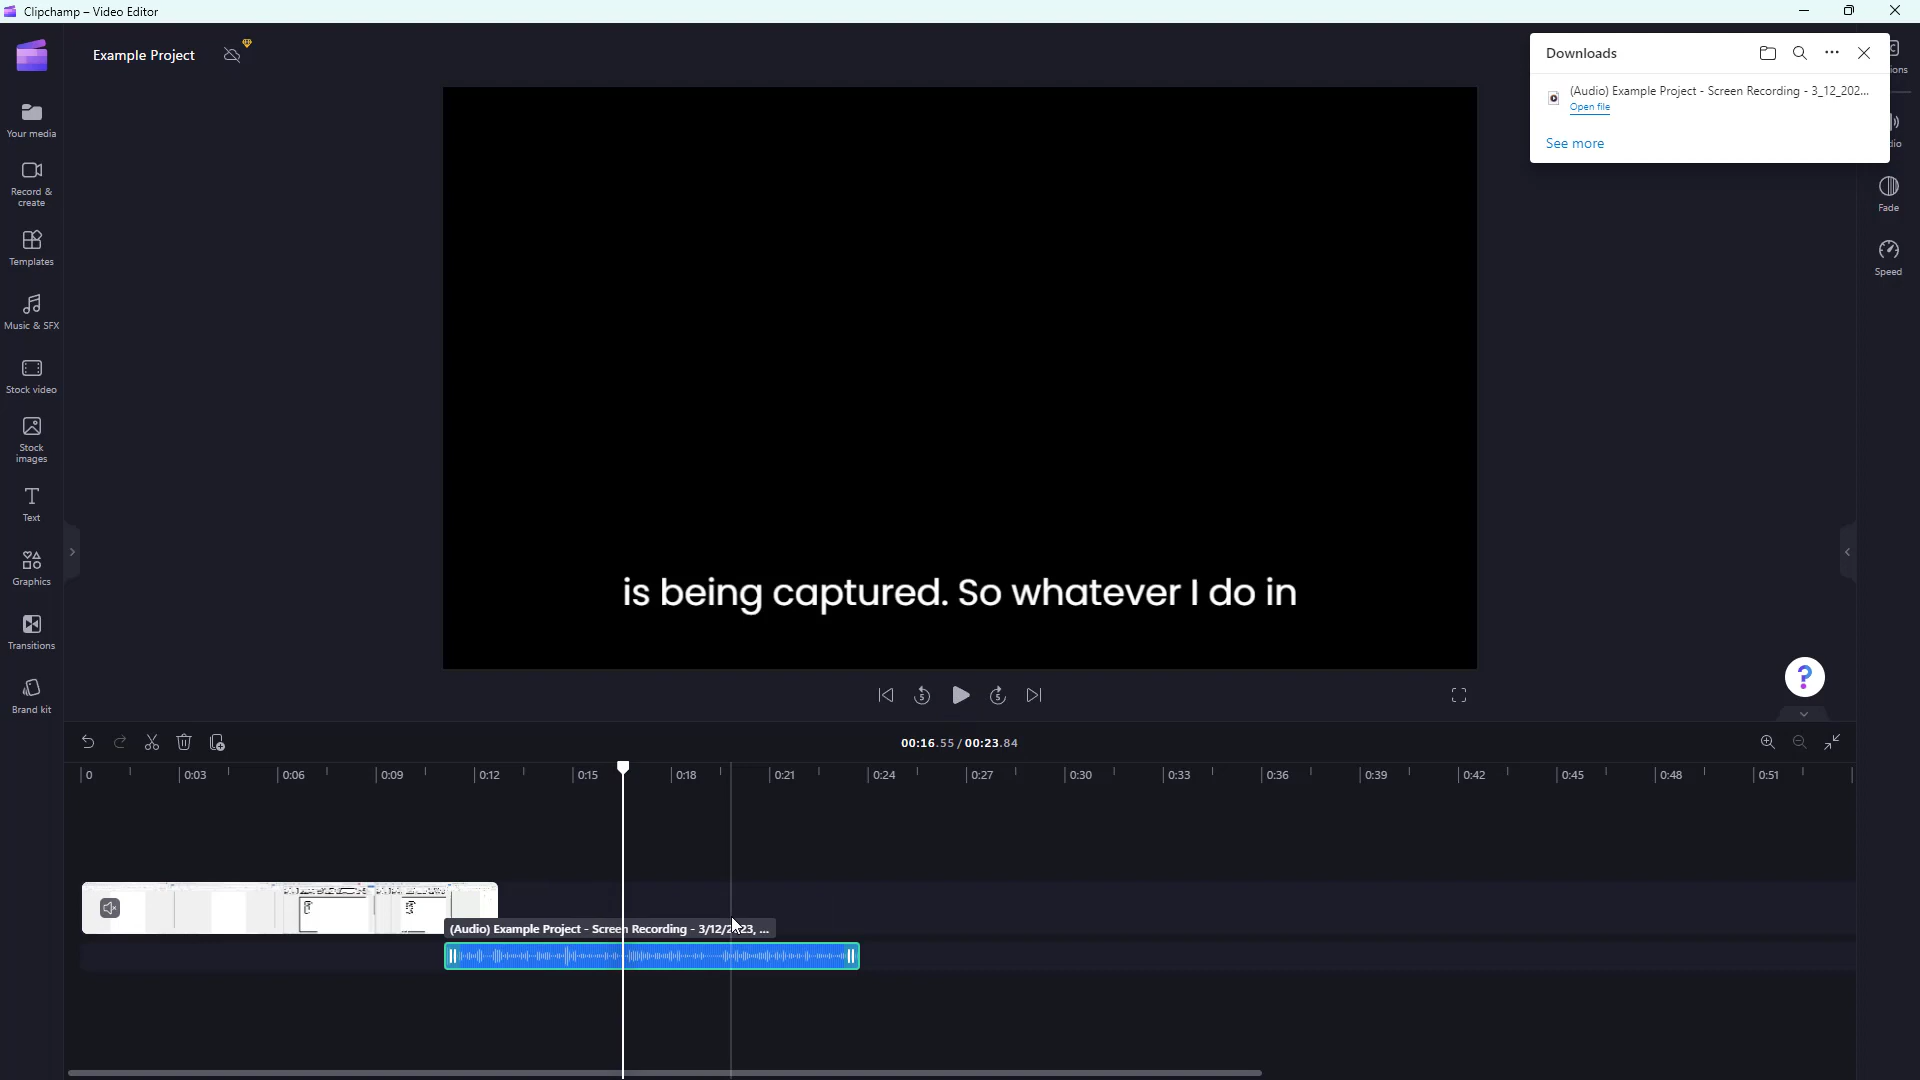 Clipchamp – Video Editor
Example Project
Downloads
(Audio) Example Project - Screen Recording - 3_12_202...
Open file
See more
Your media
Record &
create
Templates
Music & SFX
Stock video
Stock
images
Text
Graphics
Transitions
Brand kit
Fade
Speed
is being captured. So whatever I do in
5
5
?
00:16.55 / 00:23.84
0
0:03
0:06
0:09
0:12
0:15
0:18
0:21
0:24
0:27
0:30
0:33
0:36
0:39
0:42
0:45
0:48
0:51
(Audio) Example Project - Screen Recording - 3/12/